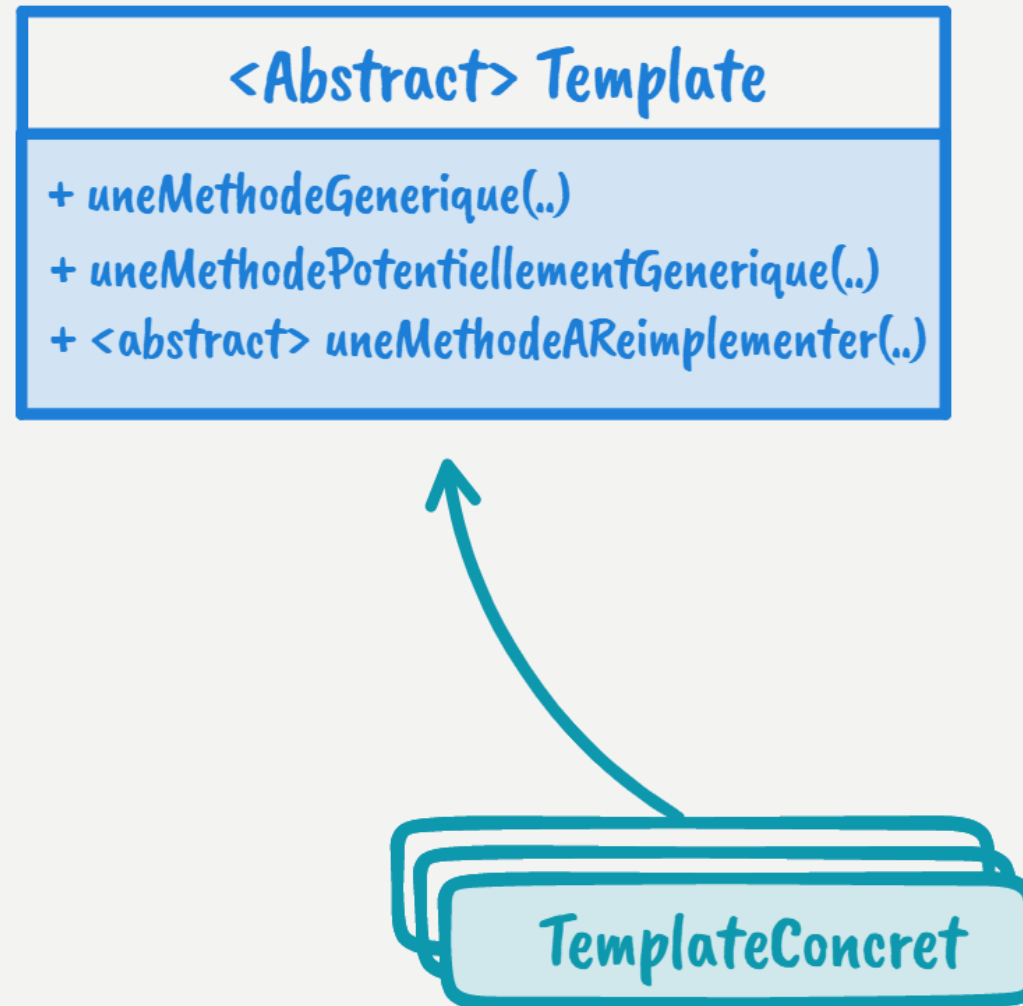 <Abstract> Template
+ uneMethodeGenerique(..)
+ uneMethodePotentiellementGenerique(..)
+ <abstract> uneMethodeAReimplementer(..)
TemplateConcret